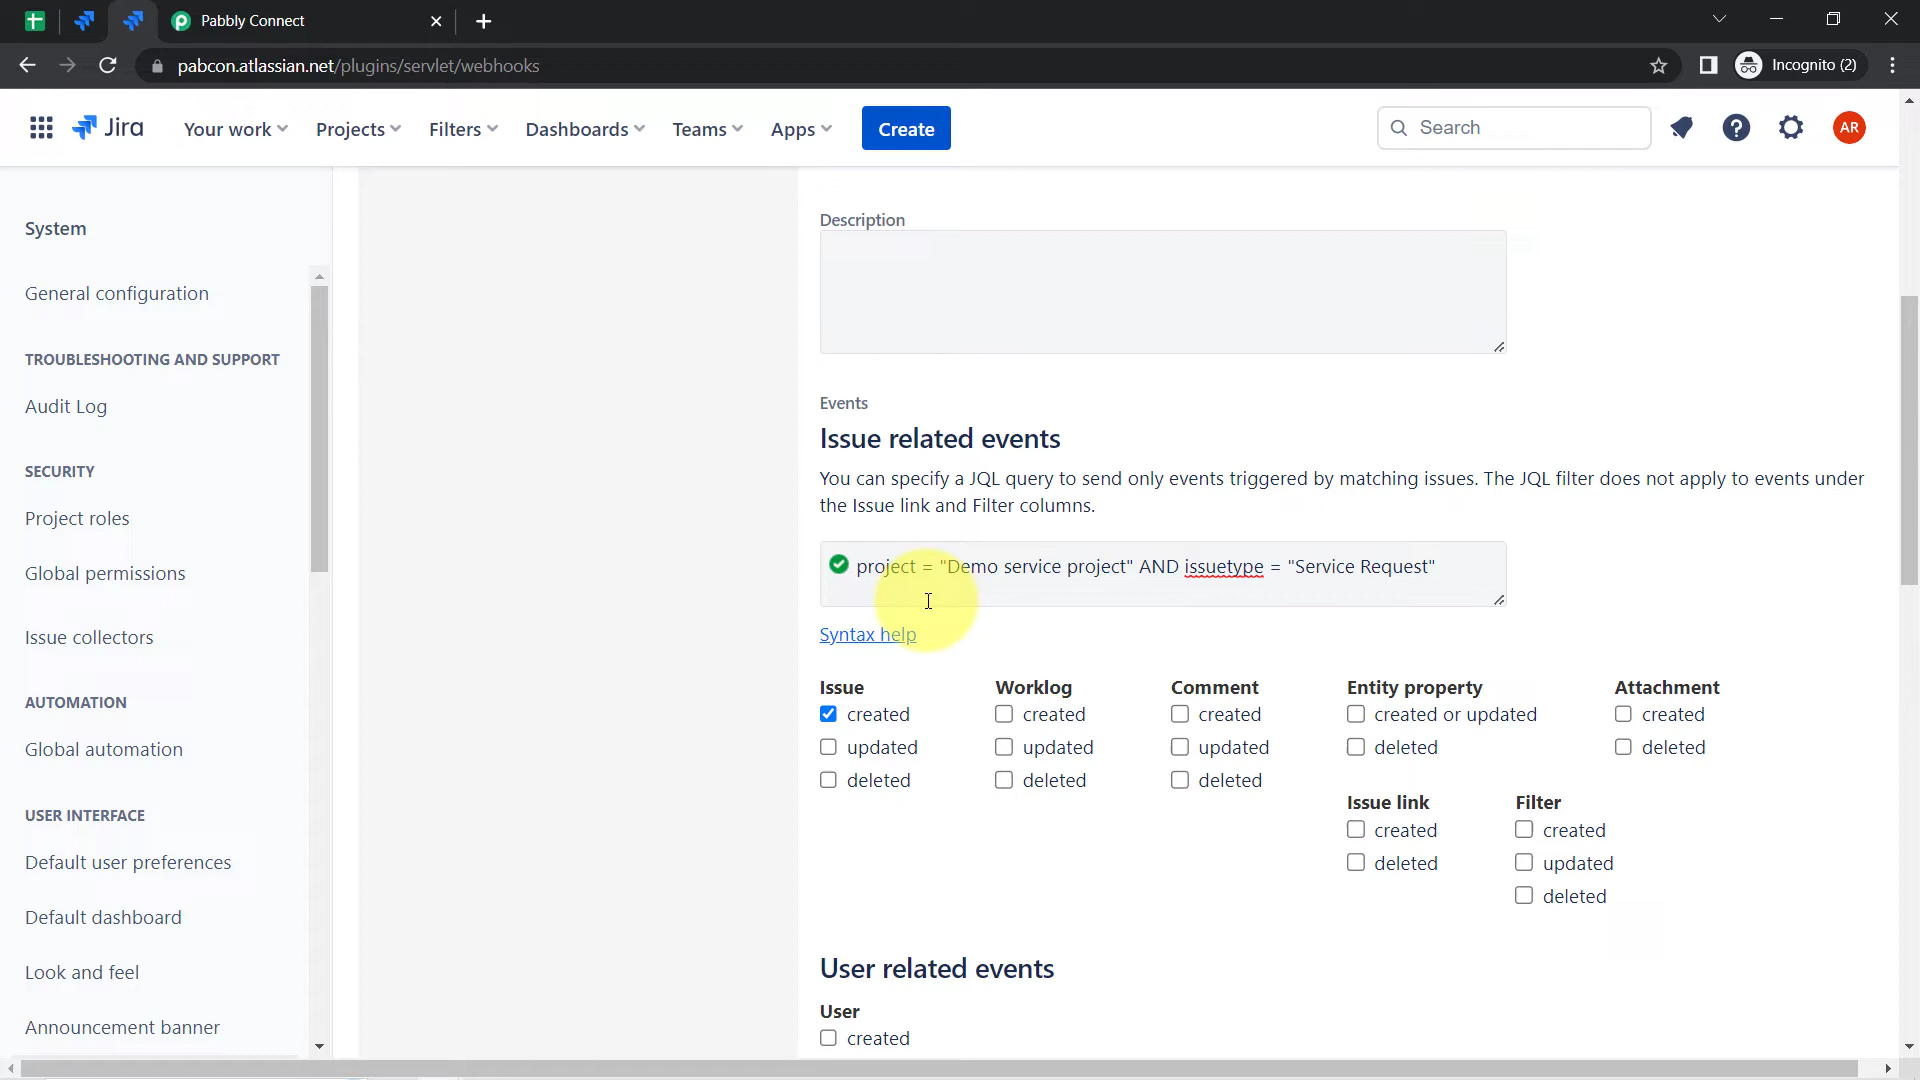 Pabbly Connect
pabcon.atlassian.net/plugins/servlet/webhooks
Incognito (2)
Jira
Your work
Projects
Filters
Dashboards
Teams
Apps
Create
Search
AR
System
General configuration
TROUBLESHOOTING AND SUPPORT
Audit Log
SECURITY
Project roles
Global permissions
Issue collectors
AUTOMATION
Global automation
USER INTERFACE
Default user preferences
Default dashboard
Look and feel
Announcement banner
Description
Events
Issue related events
You can specify a JQL query to send only events triggered by matching issues. The JQL filter does not apply to events under
the Issue link and Filter columns.
project = "Demo service project" AND issuetype = "Service Request"
Syntax help
Issue
created
updated
deleted
Worklog
created
updated
deleted
Comment
created
updated
deleted
Entity property
created or updated
deleted
Attachment
created
deleted
Issue link
created
deleted
Filter
created
updated
deleted
User related events
User
created